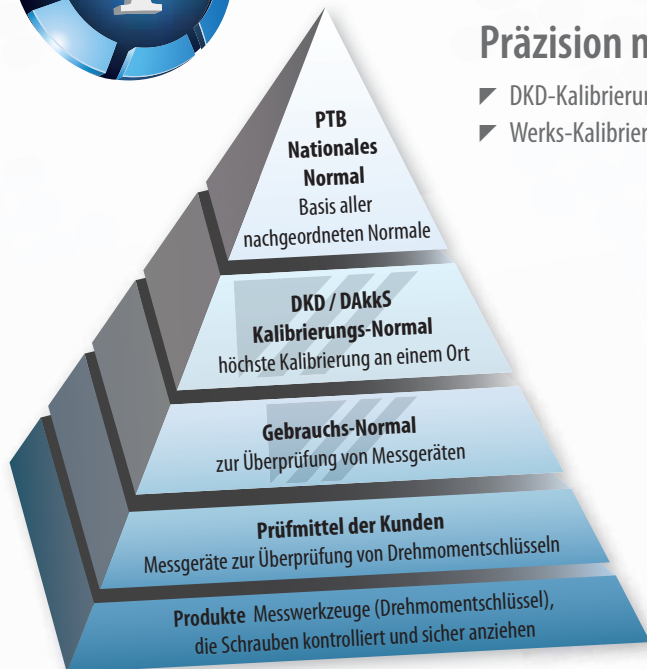 Präzision
DKD-Kalibrierun
Werks-Kalibrier
PTB
Nationales
Normal
Basis aller
nachgeordneten Normale
DKD / DAkkS
Kalibrierungs-Normal
höchste Kalibrierung an einem Ort
Gebrauchs-Normal
zur Überprüfung von Messgeräten
Prüfmittel der Kunden
Messgeräte zur Überprüfung von Drehmomentschlüsseln
Produkte Messwerkzeuge (Drehmomentschlüssel),
die Schrauben kontrolliert und sicher anziehen